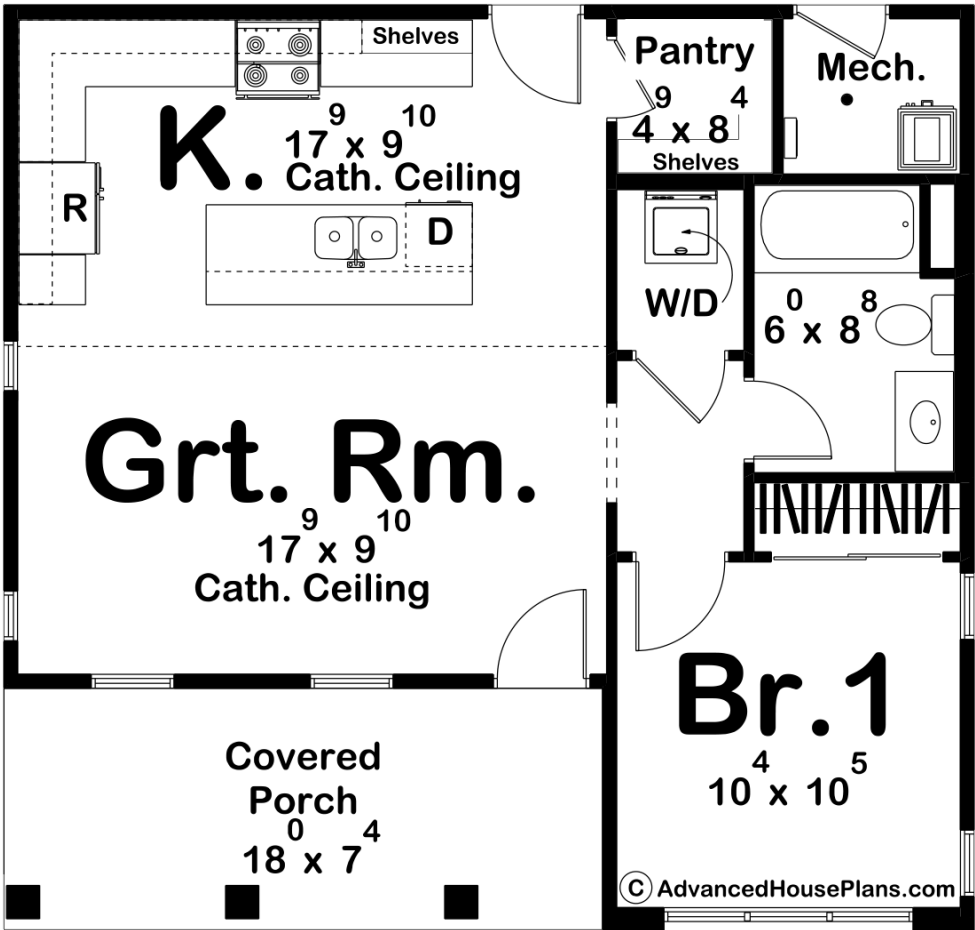 Shelves
Pantry
4⁹ x 8⁴
Shelves
Mech.
K. 17⁹ x 9¹⁰
Cath. Ceiling
R
D
W/D
6⁰ x 8⁸
Grt. Rm.
17⁹ x 9¹⁰
Cath. Ceiling
Br.1
10⁴ x 10⁵
Covered
Porch
18⁰ x 7⁴
© AdvancedHousePlans.com